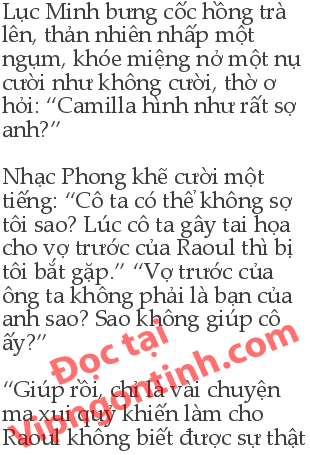 Lục Minh bưng cốc hồng trà
lên, thản nhiên nhấp một
ngụm, khóe miệng nở một nụ
cười như không cười, thờ ơ
hỏi: “Camilla hình như rất sợ
anh?”
Nhạc Phong khẽ cười một
tiếng: “Cô ta có thể không sợ
tôi sao? Lúc cô ta gây tai họa
cho vợ trước của Raoul thì bị
tôi bắt gặp.” “Vợ trước của
ông ta không phải là bạn của
anh sao? Sao không giúp cô
ấy?”
“Giúp rồi, chỉ là vài chuyện
ma xui quỷ khiến làm cho
Raoul không biết được sự thật
Đọc tại
Vipngontinh.com